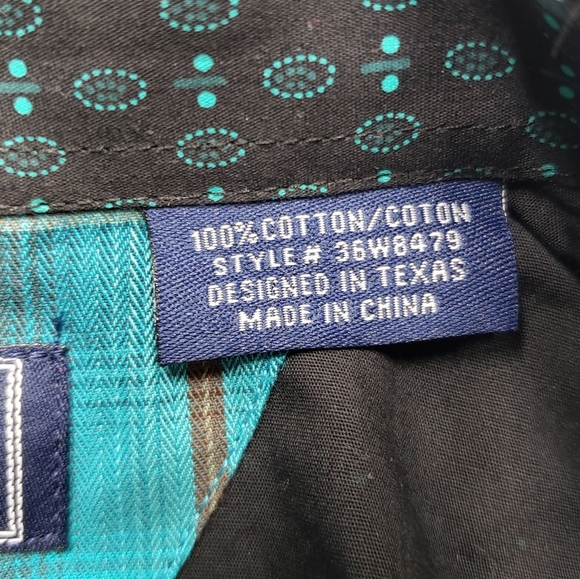 100% COTTON/COTON
STYLE # 36W8479
DESIGNED IN TEXAS
MADE IN CHINA